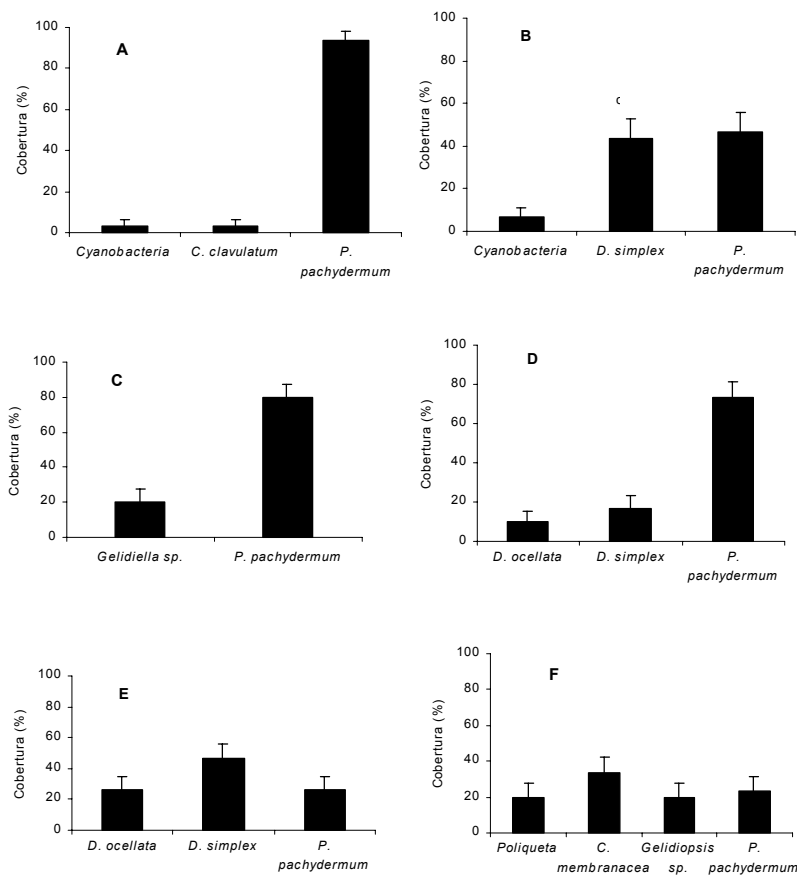 A
Cobertura (%)
100
80
60
40
20
0
Cyanobacteria
C. clavulatum
P.
pachydermum
B
Cobertura (%)
100
80
60
40
20
0
c
Cyanobacteria
D. simplex
P.
pachydermum
C
Cobertura (%)
100
80
60
40
20
0
Gelidiella sp.
P. pachydermum
D
Cobertura (%)
100
80
60
40
20
0
D. ocellata
D. simplex
P.
pachydermum
E
Cobertura (%)
100
80
60
40
20
0
D. ocellata
D. simplex
P.
pachydermum
F
Cobertura (%)
100
80
60
40
20
0
Poliqueta
C.
membranacea
Gelidiopsis
sp.
P.
pachydermum